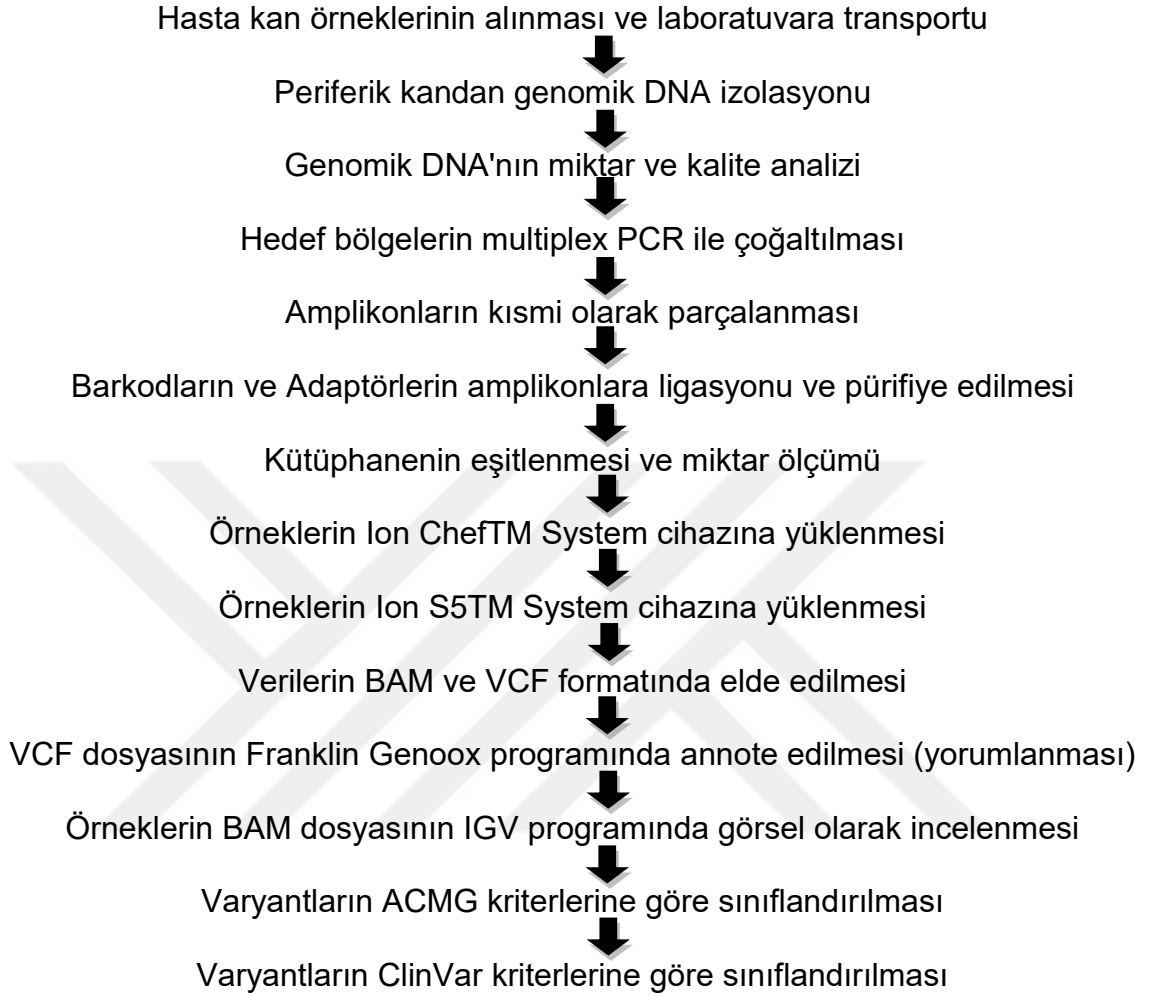 Hasta kan örneklerinin alınması ve laboratuvara transportu
Periferik kandan genomik DNA izolasyonu
Genomik DNA'nın miktar ve kalite analizi
Hedef bölgelerin multiplex PCR ile çoğaltılması
Amplikonların kısmi olarak parçalanması
Barkodların ve Adaptörlerin amplikonlara ligasyonu ve pürifiye edilmesi
Kütüphanenin eşitlenmesi ve miktar ölçümü
Örneklerin Ion ChefTM System cihazına yüklenmesi
Örneklerin Ion S5TM System cihazına yüklenmesi
Verilerin BAM ve VCF formatında elde edilmesi
VCF dosyasının Franklin Genoox programında annote edilmesi (yorumlanması)
Örneklerin BAM dosyasının IGV programında görsel olarak incelenmesi
Varyantların ACMG kriterlerine göre sınıflandırılması
Varyantların ClinVar kriterlerine göre sınıflandırılması